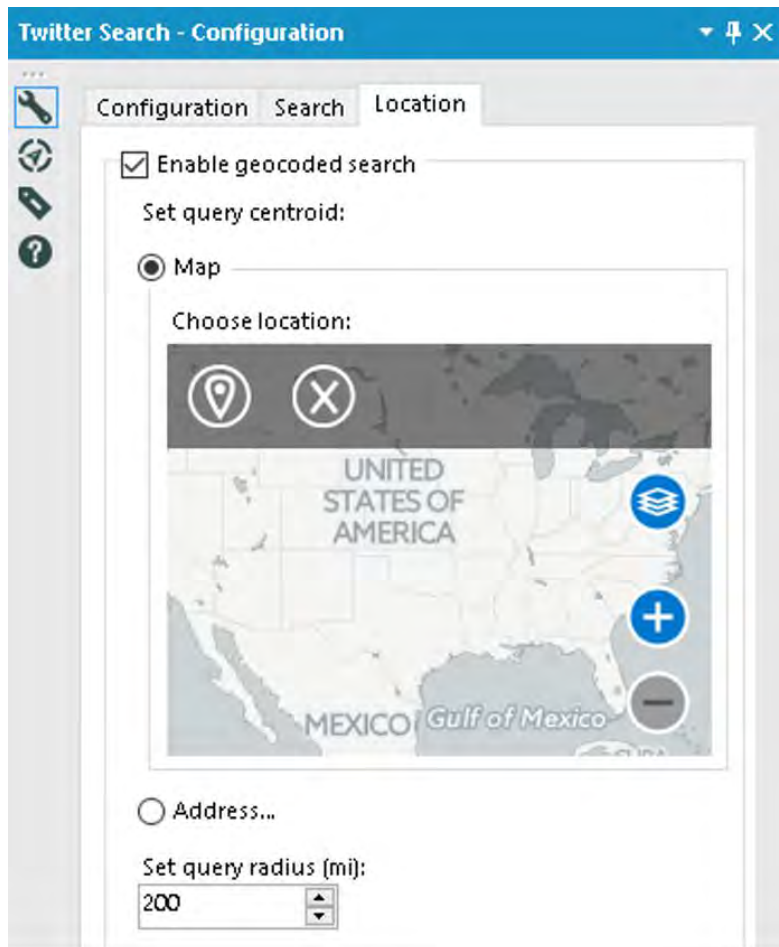 Twitter Search - Configuration
Configuration Search Location
Enable geocoded search
Set query centroid:
Map
Choose location:
UNITED
STATES OF
AMERICA
MEXICO Gulf of Mexico
CUBA
Address...
Set query radius (mi):
200